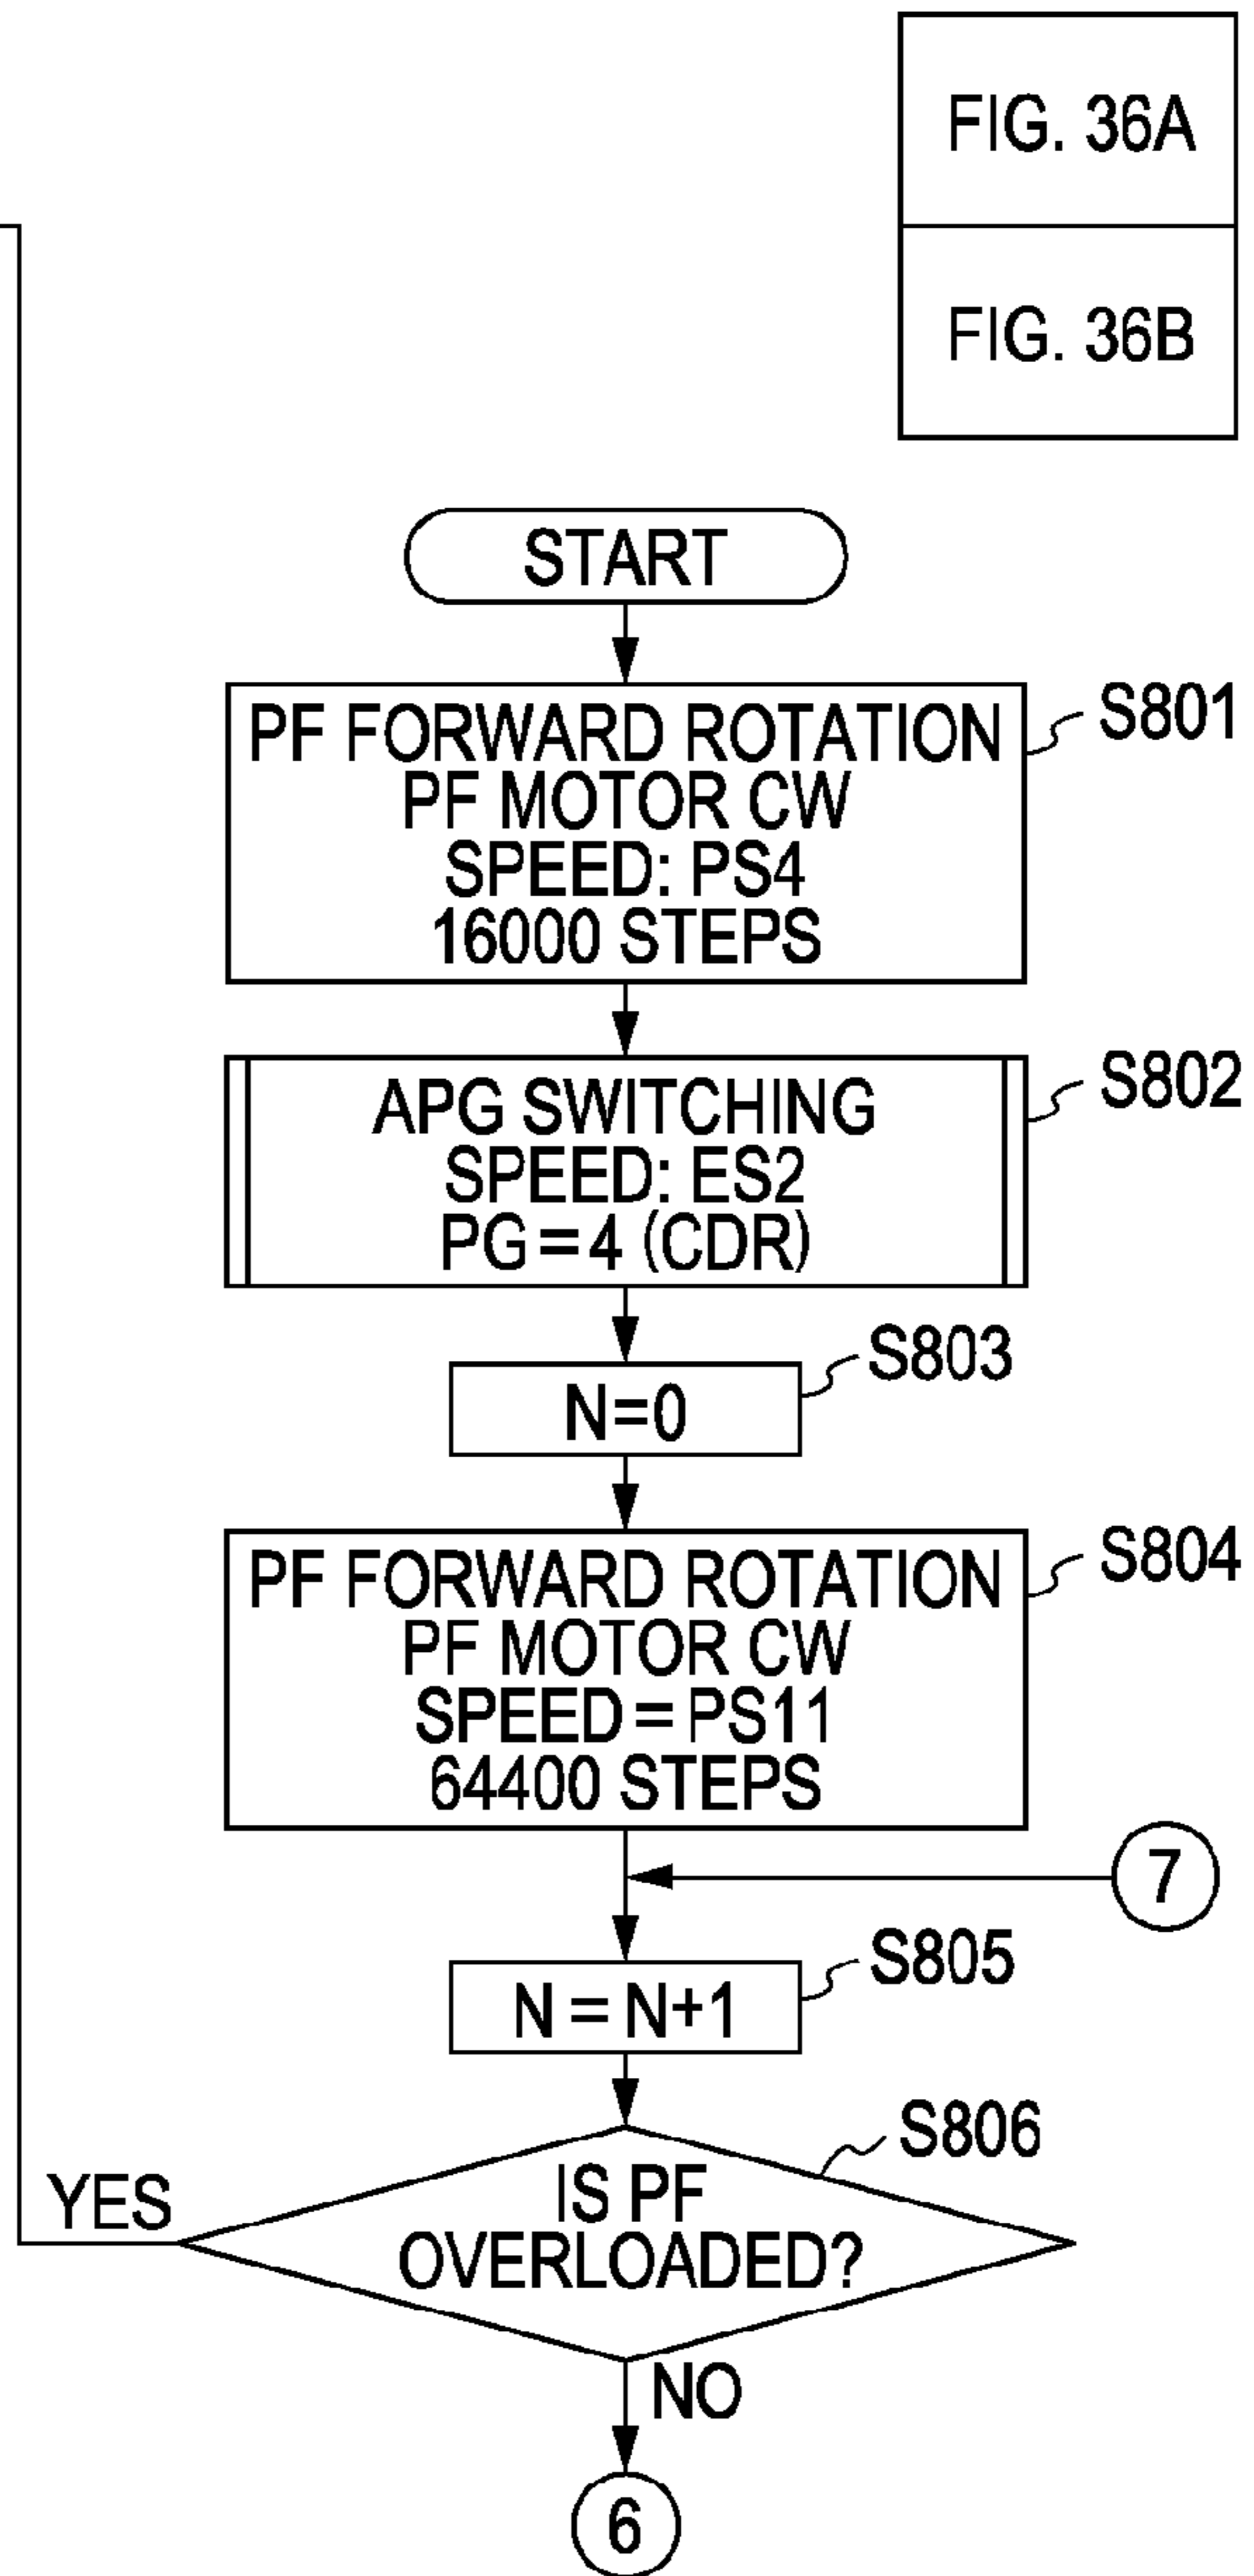 FIG. 36A
FIG. 36B
START
PF FORWARD ROTATION
PF MOTOR CW
SPEED: PS4
16000 STEPS
S801
APG SWITCHING
SPEED: ES2
PG=4 (CDR)
S802
N=0
S803
PF FORWARD ROTATION
PF MOTOR CW
SPEED=PS11
64400 STEPS
S804
7
N=N+1
S805
IS PF
OVERLOADED?
S806
YES
NO
6